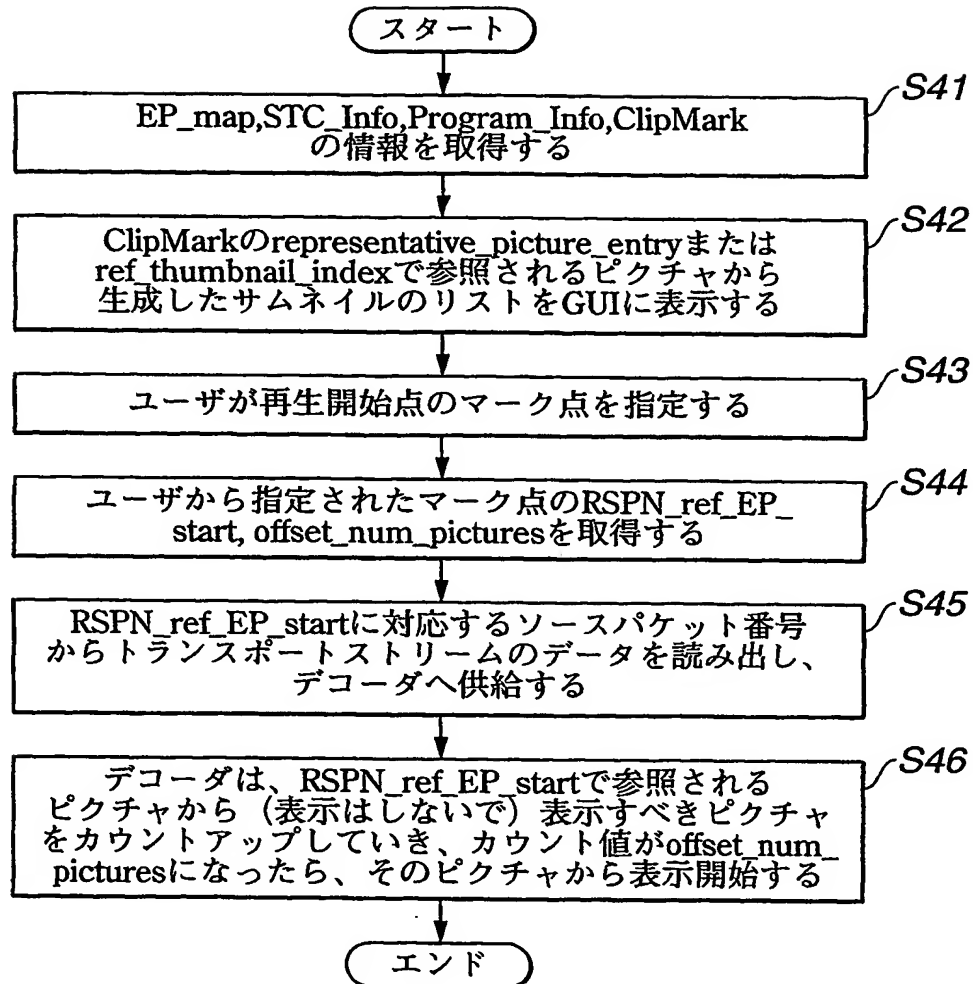 スタート
S41
EP_map,STC_Info,Program_Info,ClipMark
の情報を取得する
S42
ClipMarkのrepresentative_picture_entryまたは
ref_thumbnail_indexで参照されるピクチャから
生成したサムネイルのリストをGUIに表示する
S43
ユーザが再生開始点のマーク点を指定する
S44
ユーザから指定されたマーク点のRSPN_ref_EP_
start, offset_num_picturesを取得する
S45
RSPN_ref_EP_startに対応するソースパケット番号
からトランスポートストリームのデータを読み出し、
デコーダへ供給する
S46
デコーダは、RSPN_ref_EP_startで参照される
ピクチャから（表示はしないで）表示すべきピクチャ
をカウントアップしていき、カウント値がoffset_num_
picturesになったら、そのピクチャから表示開始する
エンド